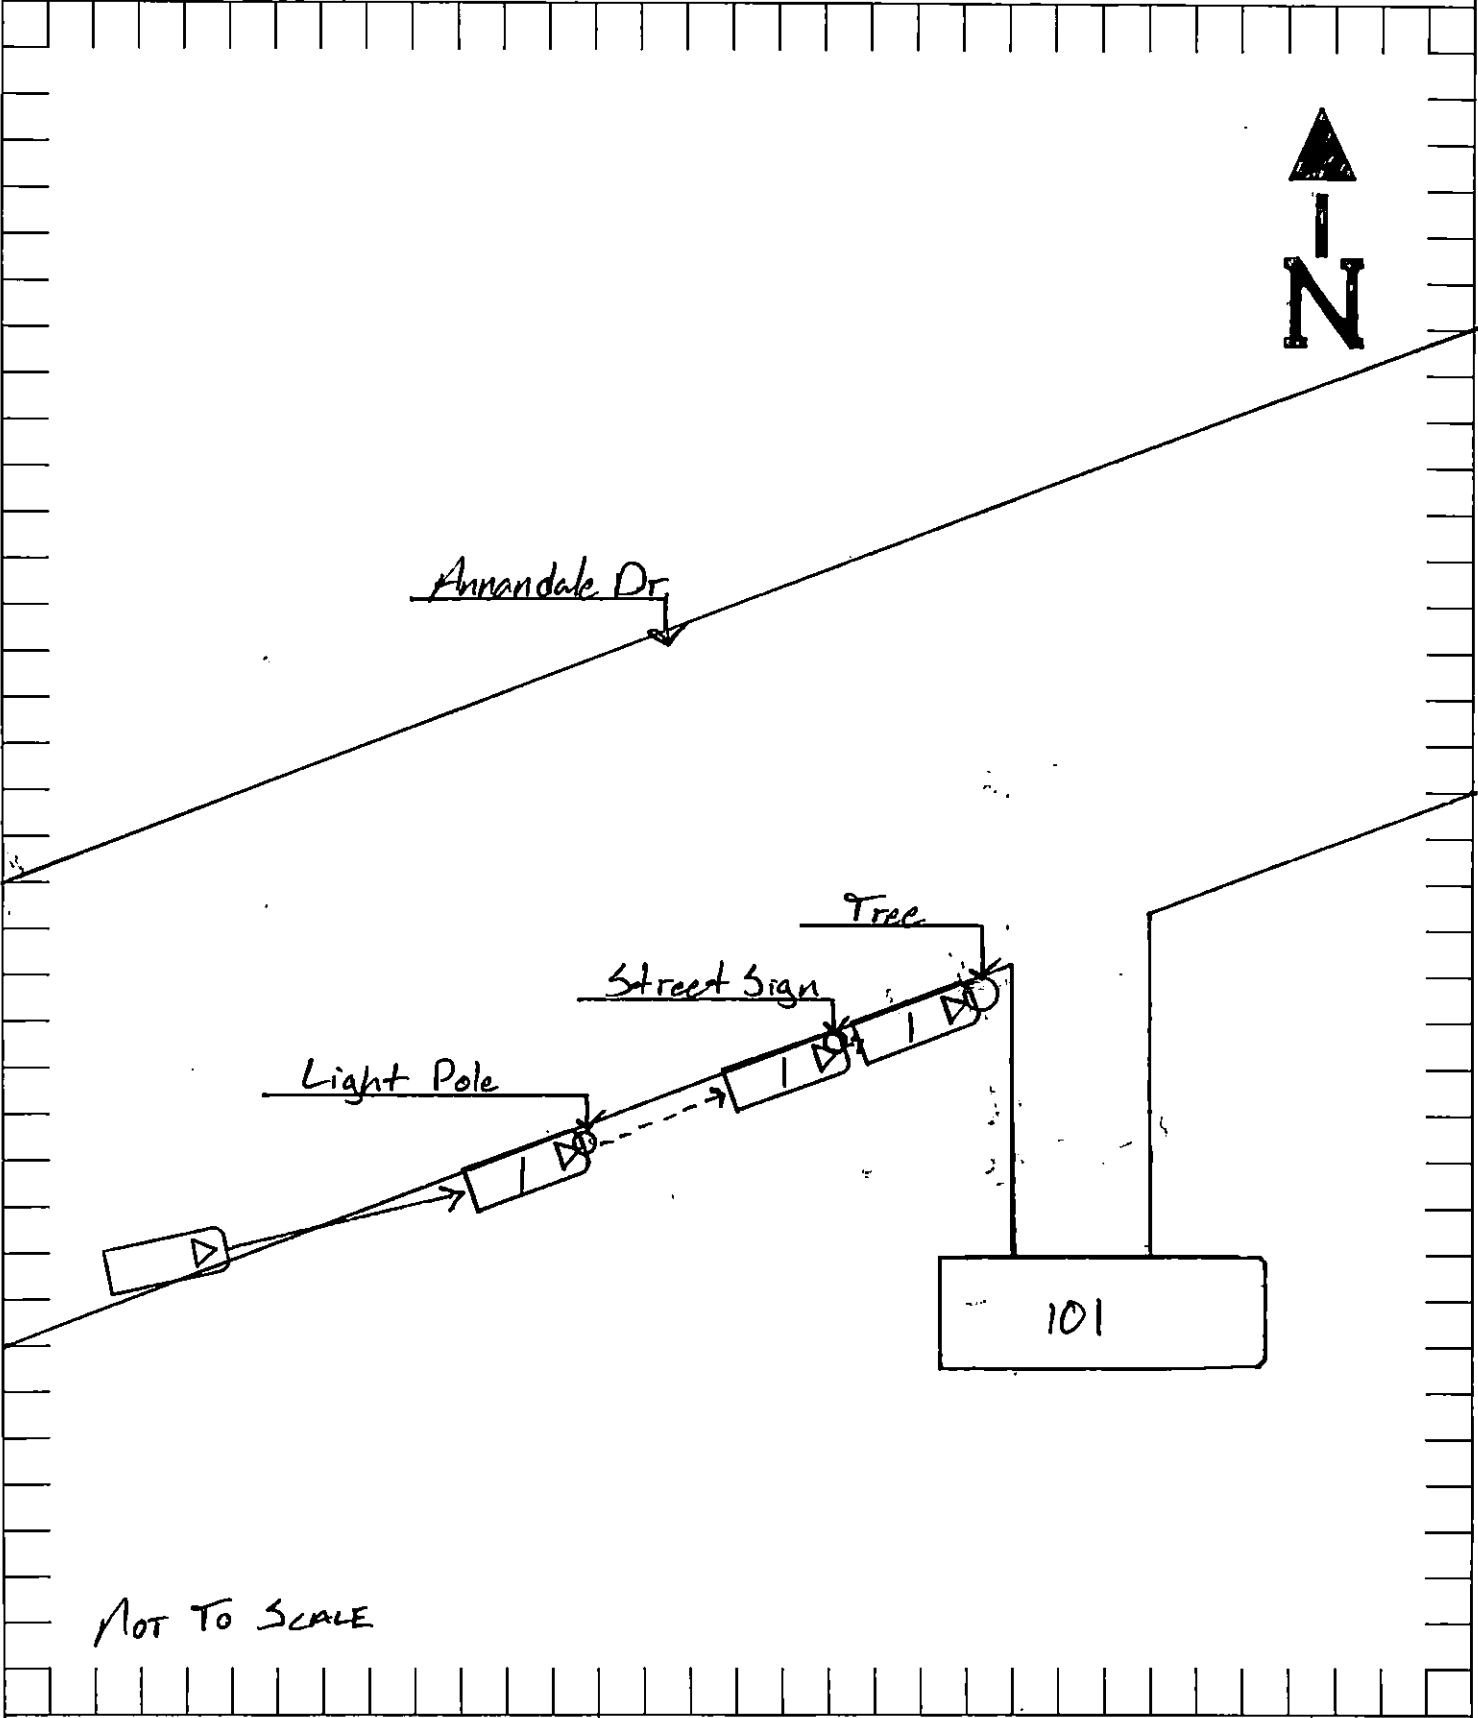 N
Annandale Dr
Tree
Street Sign
Light Pole
1
1
1
101
NOT TO SCALE